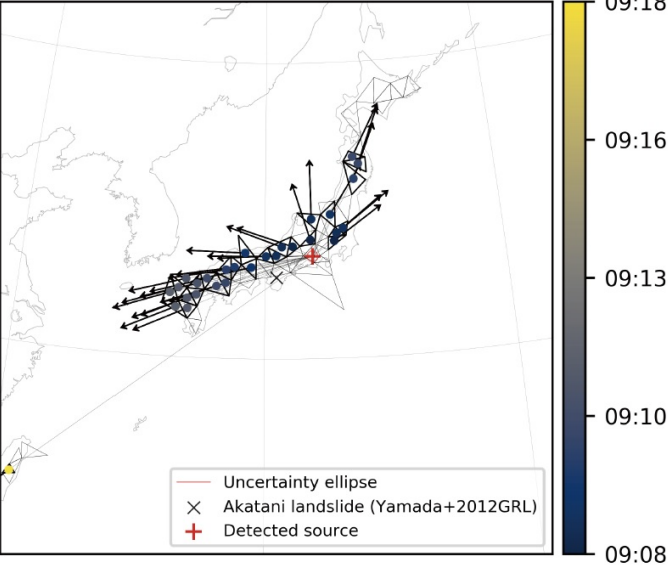 09:18
09:16
09:13
09:10
09:08
Uncertainty ellipse
Akatani landslide (Yamada+2012GRL)
Detected source